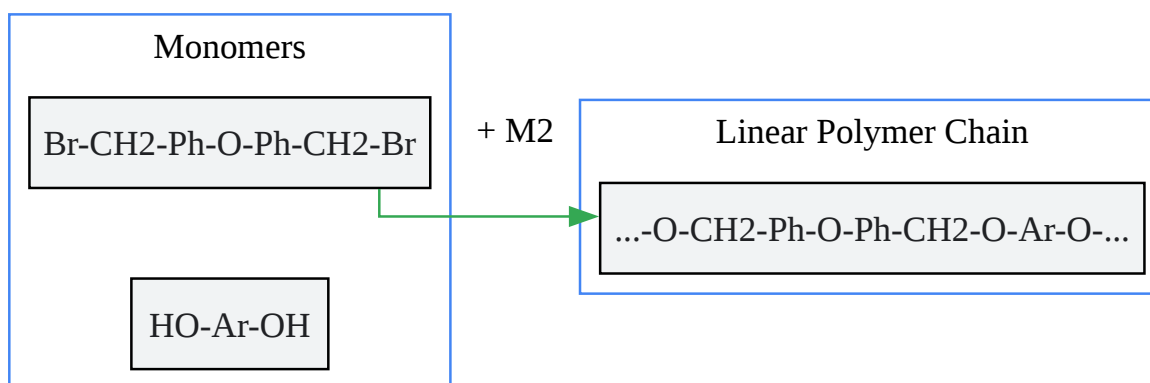 Monomers
Br-CH2-Ph-O-Ph-CH2-Br
HO-Ar-OH
+ M2
Linear Polymer Chain
...-O-CH2-Ph-O-Ph-CH2-O-Ar-O-...